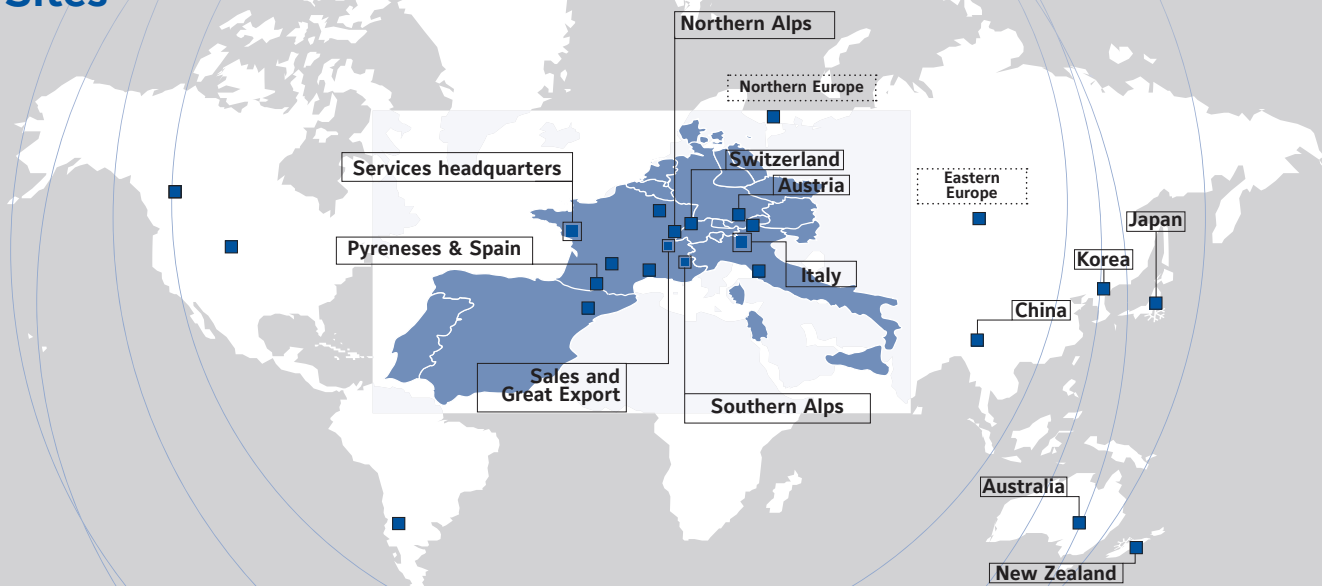 Sites
Northern Alps
Northern Europe
Services headquarters
Switzerland
Austria
Eastern
Europe
Japan
Pyreneses & Spain
Korea
Italy
China
Sales and
Great Export
Southern Alps
Australia
New Zealand